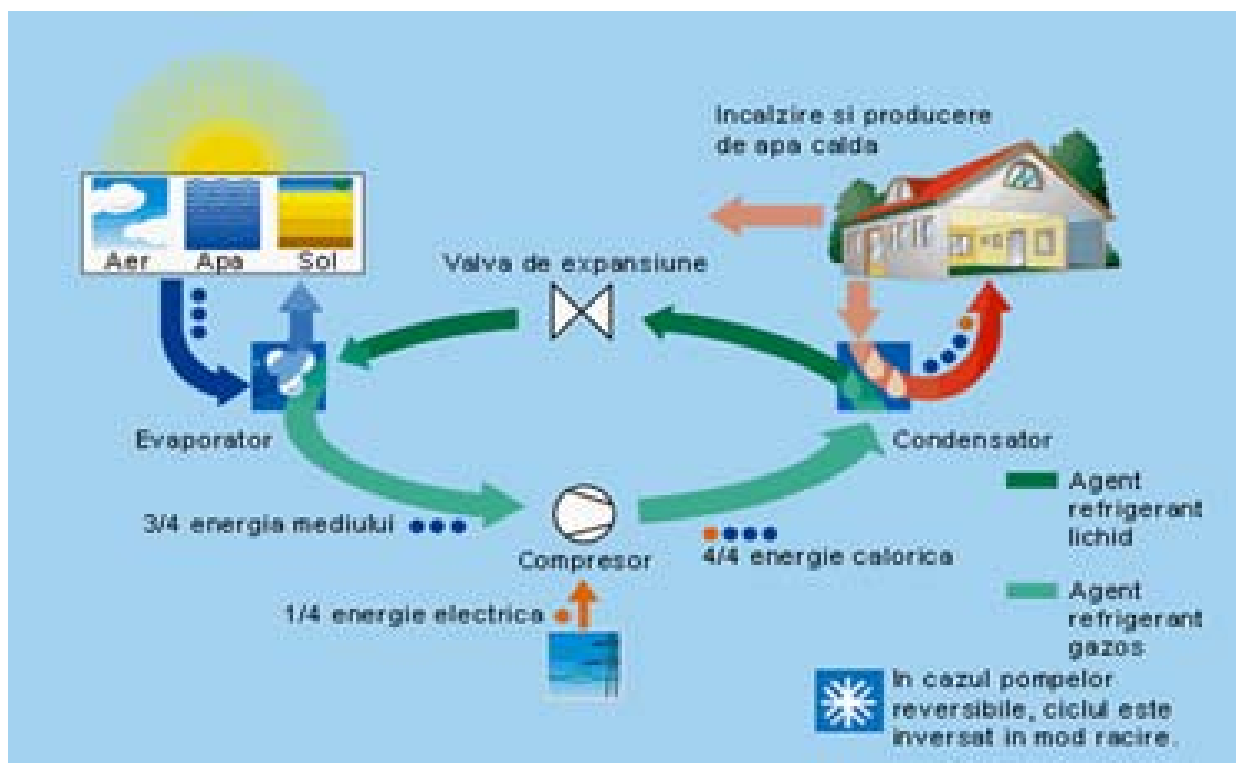 Incalzire si producere
de apa calda
Aer Apa Sol
Valva de expansiune
Evaporator
Condensator
3/4 energia mediului
Compresor
4/4 energie calorica
1/4 energie electrica
Agent
refrigerant
lichid
Agent
refrigerant
gazos
In cazul pompelor
reversibile, ciclul este
inversat in mod racire.